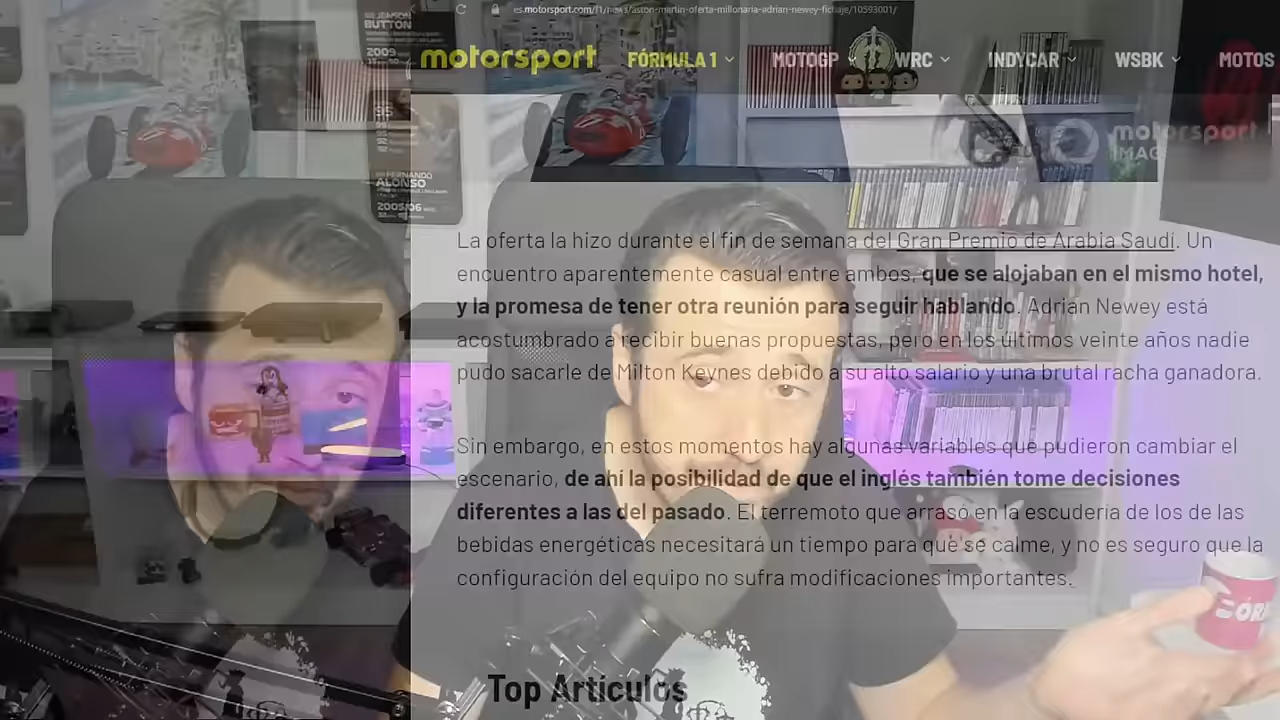 es.motorsport.com/f1/news/aston-martin-oferta-millonaria-adrian-newey-fichaje/10593001/
motorsport FÓRMULA 1 MOTOGP WRC INDYCAR WSBK MOTOS
JENSON
BUTTON
2009
motorsport
IMAG
FERNANDO
ALONSO
2005/06
La oferta la hizo durante el fin de semana del Gran Premio de Arabia Saudí. Un
encuentro aparentemente casual entre ambos, que se alojaban en el mismo hotel,
y la promesa de tener otra reunión para seguir hablando. Adrian Newey está
acostumbrado a recibir buenas propuestas, pero en los últimos veinte años nadie
pudo sacarle de Milton Keynes debido a su alto salario y una brutal racha ganadora.
Sin embargo, en estos momentos hay algunas variables que pudieron cambiar el
escenario, de ahí la posibilidad de que el inglés también tome decisiones
diferentes a las del pasado. El terremoto que arrasó en la escudería de los de las
bebidas energéticas necesitará un tiempo para que se calme, y no es seguro que la
configuración del equipo no sufra modificaciones importantes.
Top Artículos